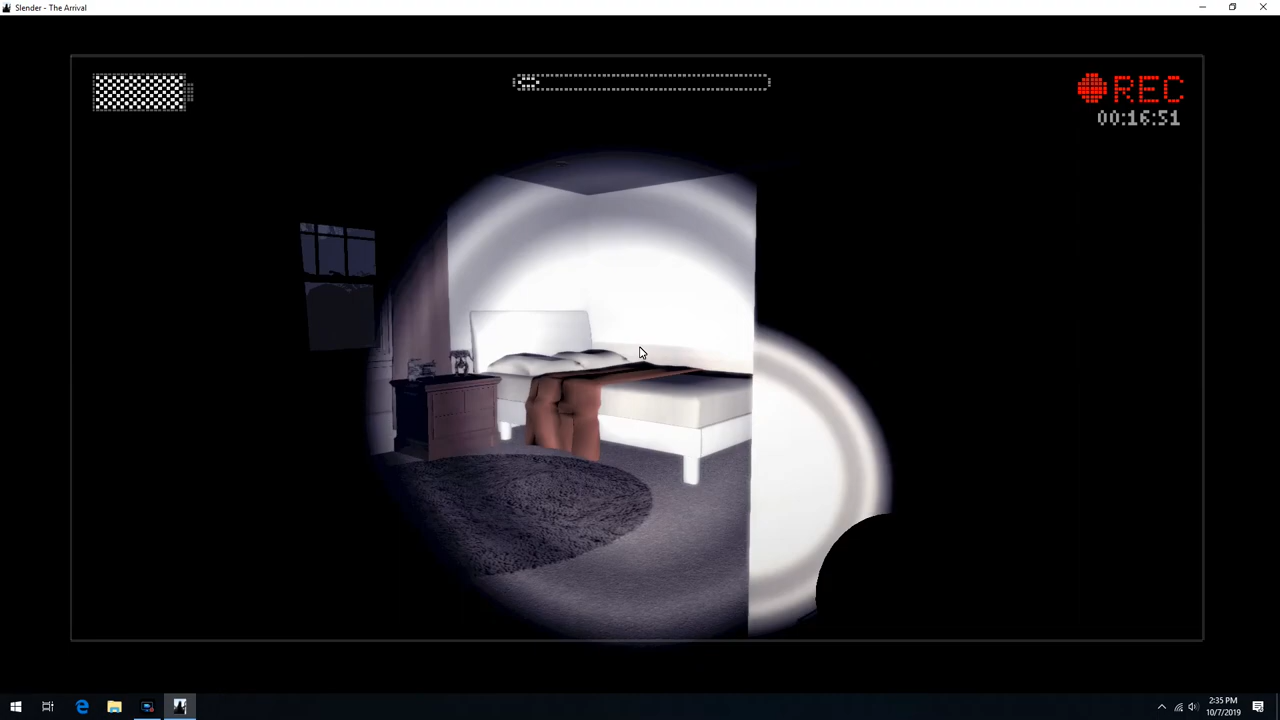 Slender - The Arrival
REC
00:16:51
2:35 PM
10/7/2019